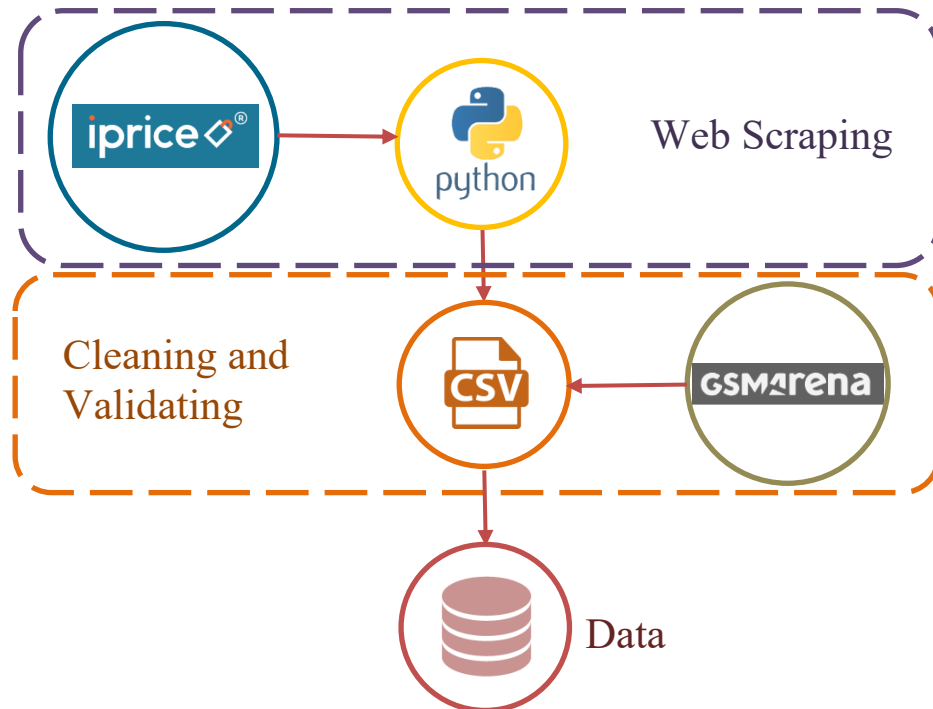 iprice®
python
Web Scraping
Cleaning and
Validating
CSV
GSMArena
Data